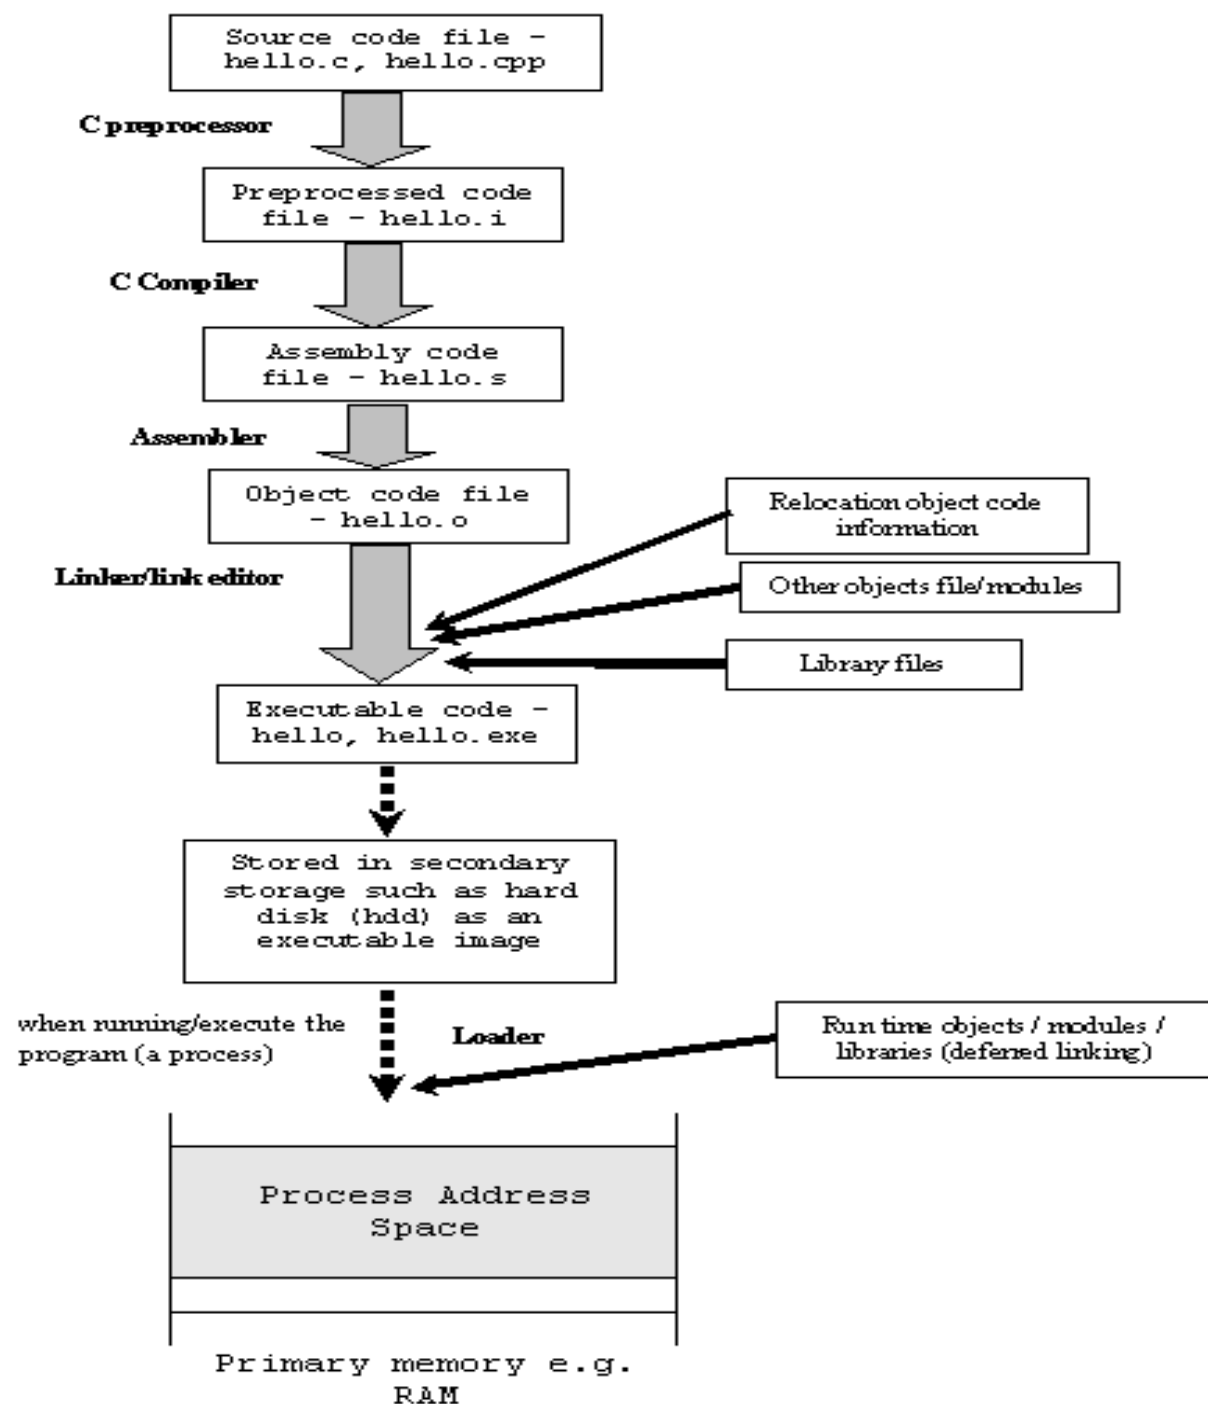 Source code file -
hello.c, hello.cpp
C preprocessor
Preprocessed code
file - hello.i
C Compiler
Assembly code
file - hello.s
Assembler
Object code file
- hello.o
Relocation object code
information
Linker/link editor
Other objects file/modules
Library files
Executable code -
hello, hello.exe
Stored in secondary
storage such as hard
disk (hdd) as an
executable image
when running/execute the
program (a process)
Loader
Run time objects / modules /
libraries (deferred linking)
Process Address
Space
Primary memory e.g.
RAM